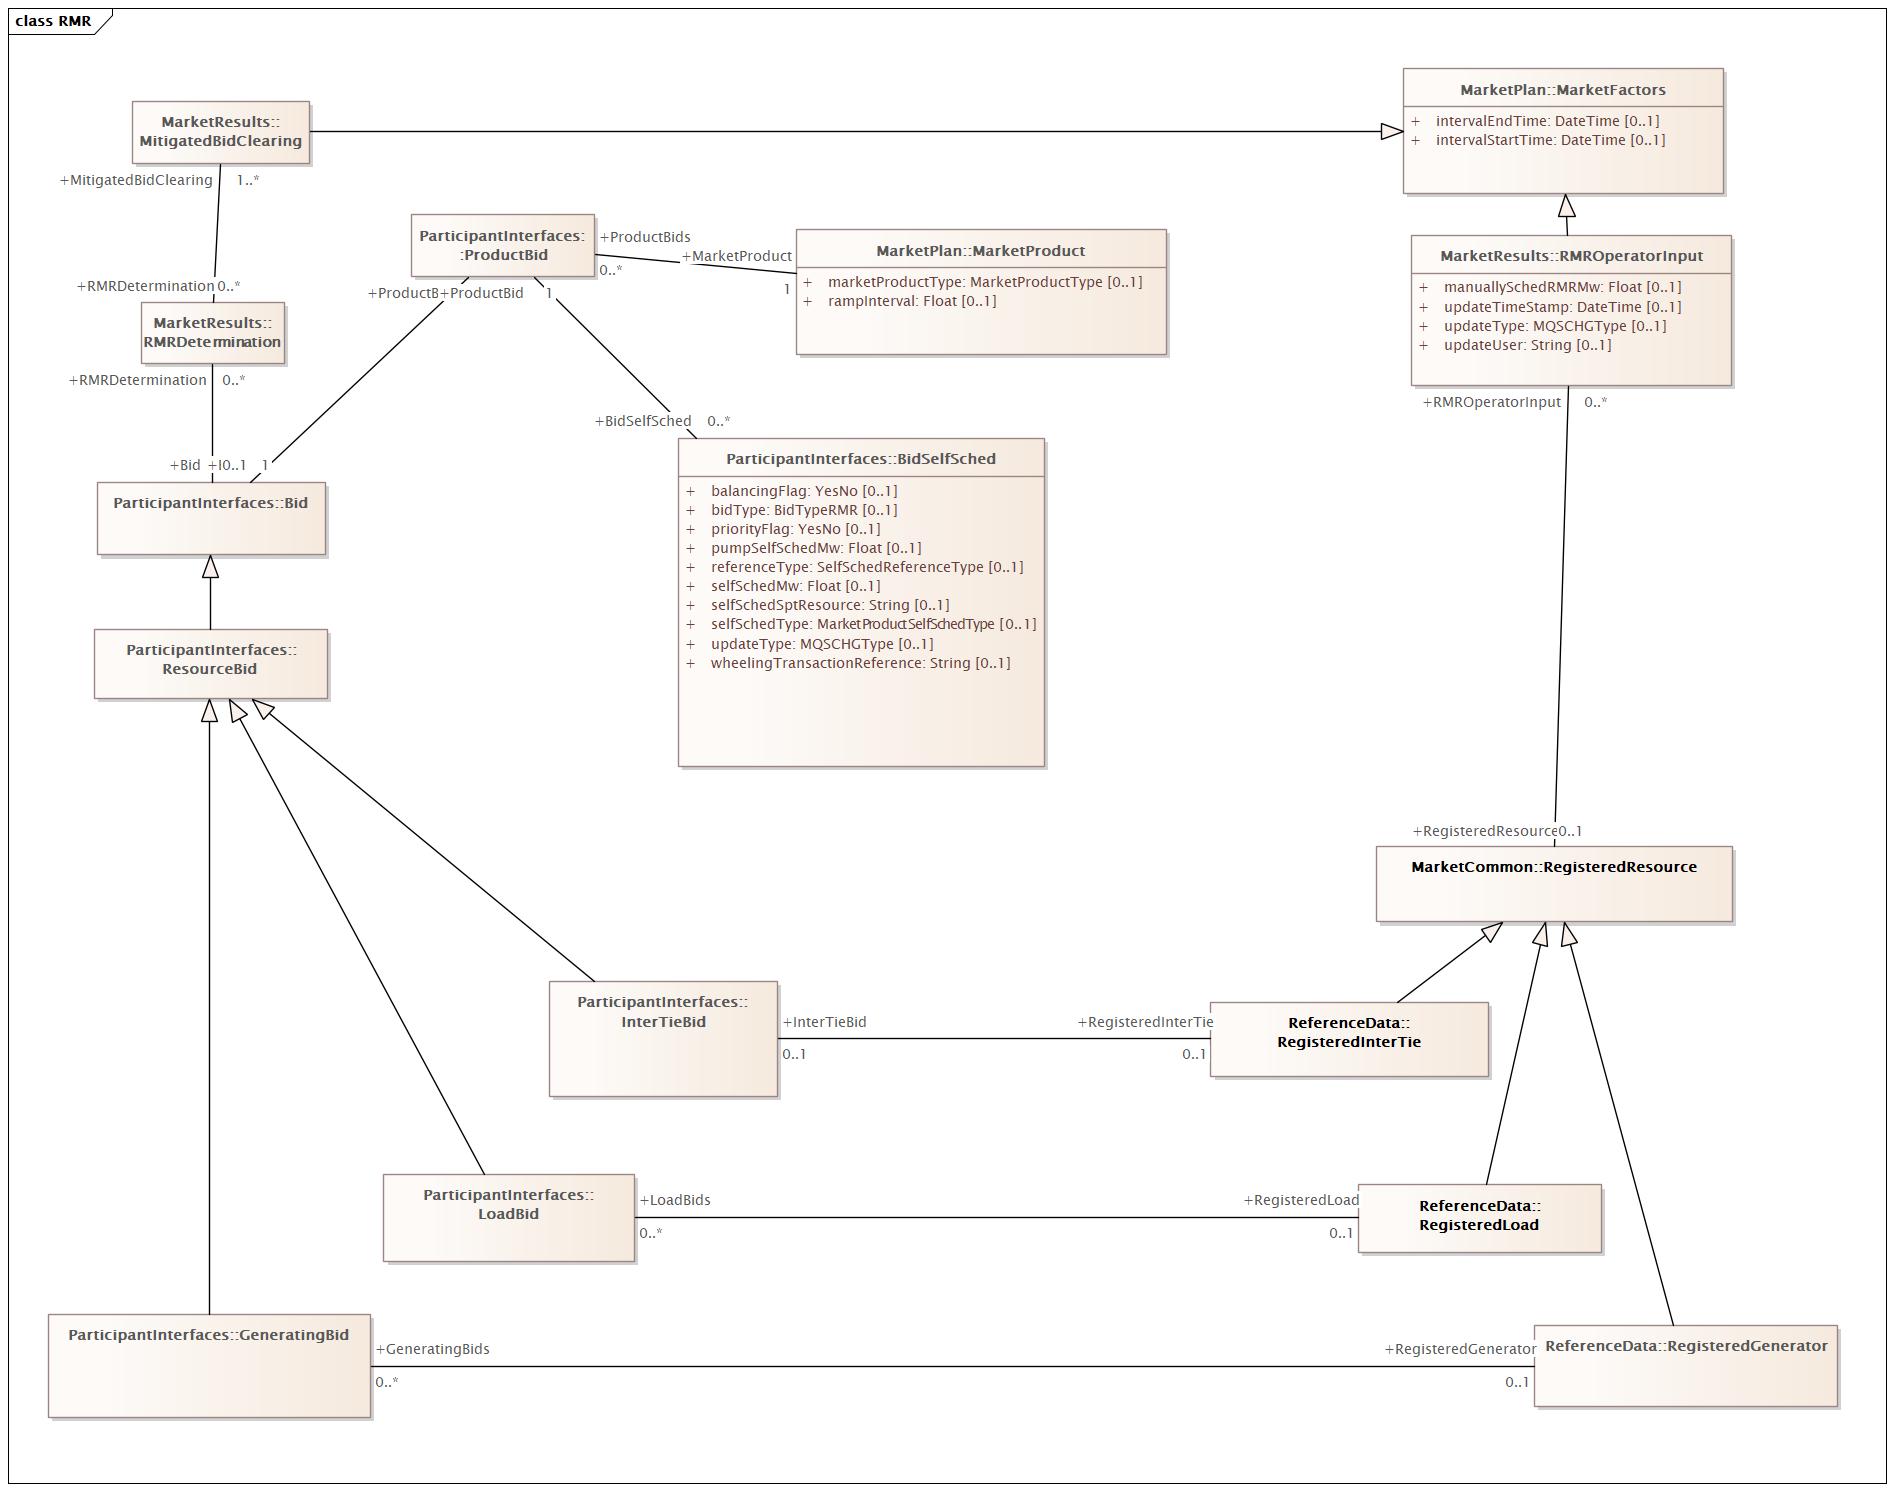 class RMR
MarketPlan::MarketFactors
+ intervalEndTime: DateTime [0..1]
+ intervalStartTime: DateTime [0..1]
MarketResults::
MitigatedBidClearing
+MitigatedBidClearing 1..*
ParticipantInterfaces:
:ProductBid
+ProductBids
0..*
+MarketProduct
1
MarketPlan::MarketProduct
+ marketProductType: MarketProductType [0..1]
+ rampInterval: Float [0..1]
MarketResults::RMROperatorInput
+ manuallySchedRMRMw: Float [0..1]
+ updateTimeStamp: DateTime [0..1]
+ updateType: MQSCHGType [0..1]
+ updateUser: String [0..1]
+RMRDetermination 0..*
+ProductB+ProductBid 1
MarketResults::
RMRDetermination
+RMRDetermination 0..*
+RMROperatorInput 0..*
+BidSelfSched 0..*
+Bid +I0..1 1
ParticipantInterfaces::Bid
ParticipantInterfaces::BidSelfSched
+ balancingFlag: YesNo [0..1]
+ bidType: BidTypeRMR [0..1]
+ priorityFlag: YesNo [0..1]
+ pumpSelfSchedMw: Float [0..1]
+ referenceType: SelfSchedReferenceType [0..1]
+ selfSchedMw: Float [0..1]
+ selfSchedSptResource: String [0..1]
+ selfSchedType: MarketProductSelfSchedType [0..1]
+ updateType: MQSCHGType [0..1]
+ wheelingTransactionReference: String [0..1]
ParticipantInterfaces::
ResourceBid
+RegisteredResource 0..1
MarketCommon::RegisteredResource
ParticipantInterfaces::
InterTieBid
+InterTieBid
0..1
+RegisteredInterTie
0..1
ReferenceData::
RegisteredInterTie
ParticipantInterfaces::
LoadBid
+LoadBids
0..*
+RegisteredLoad
0..1
ReferenceData::
RegisteredLoad
ParticipantInterfaces::GeneratingBid
+GeneratingBids
0..*
+RegisteredGenerator
0..1
ReferenceData::RegisteredGenerator